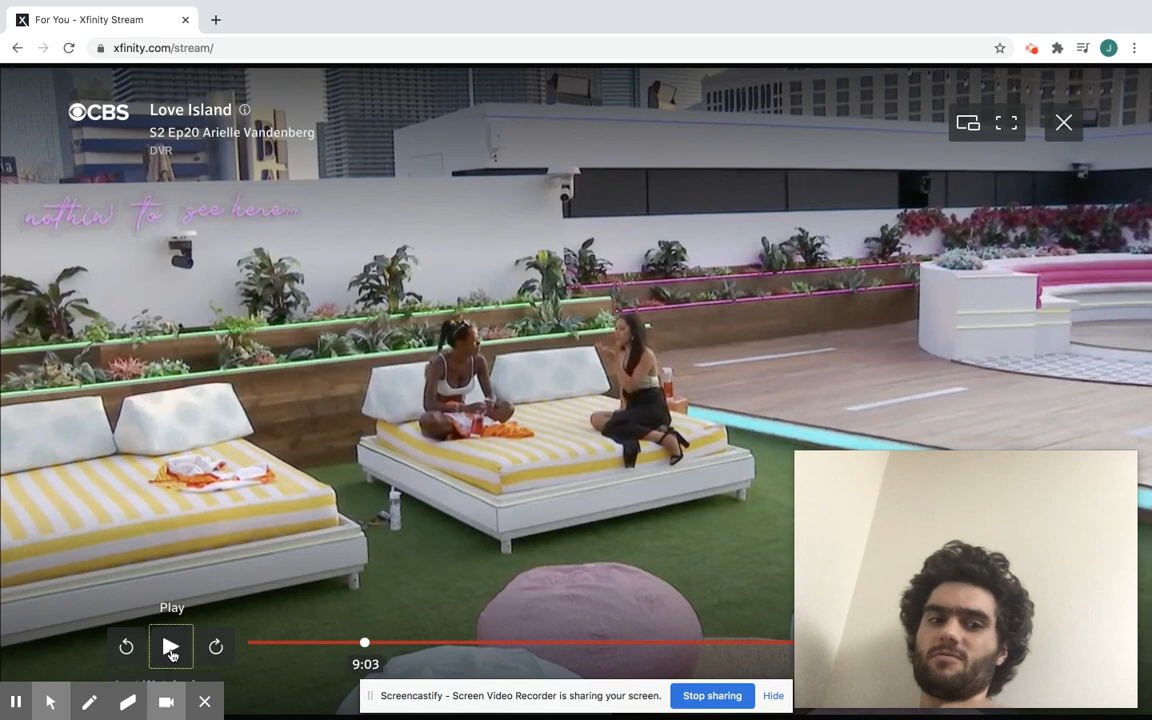 For You - Xfinity Stream
xfinity.com/stream/
J
CBS
Love Island
S2 Ep20 Arielle Vandenberg
DVR
nothin' to see here...
Play
9:03
Screencastify - Screen Video Recorder is sharing your screen.
Stop sharing
Hide